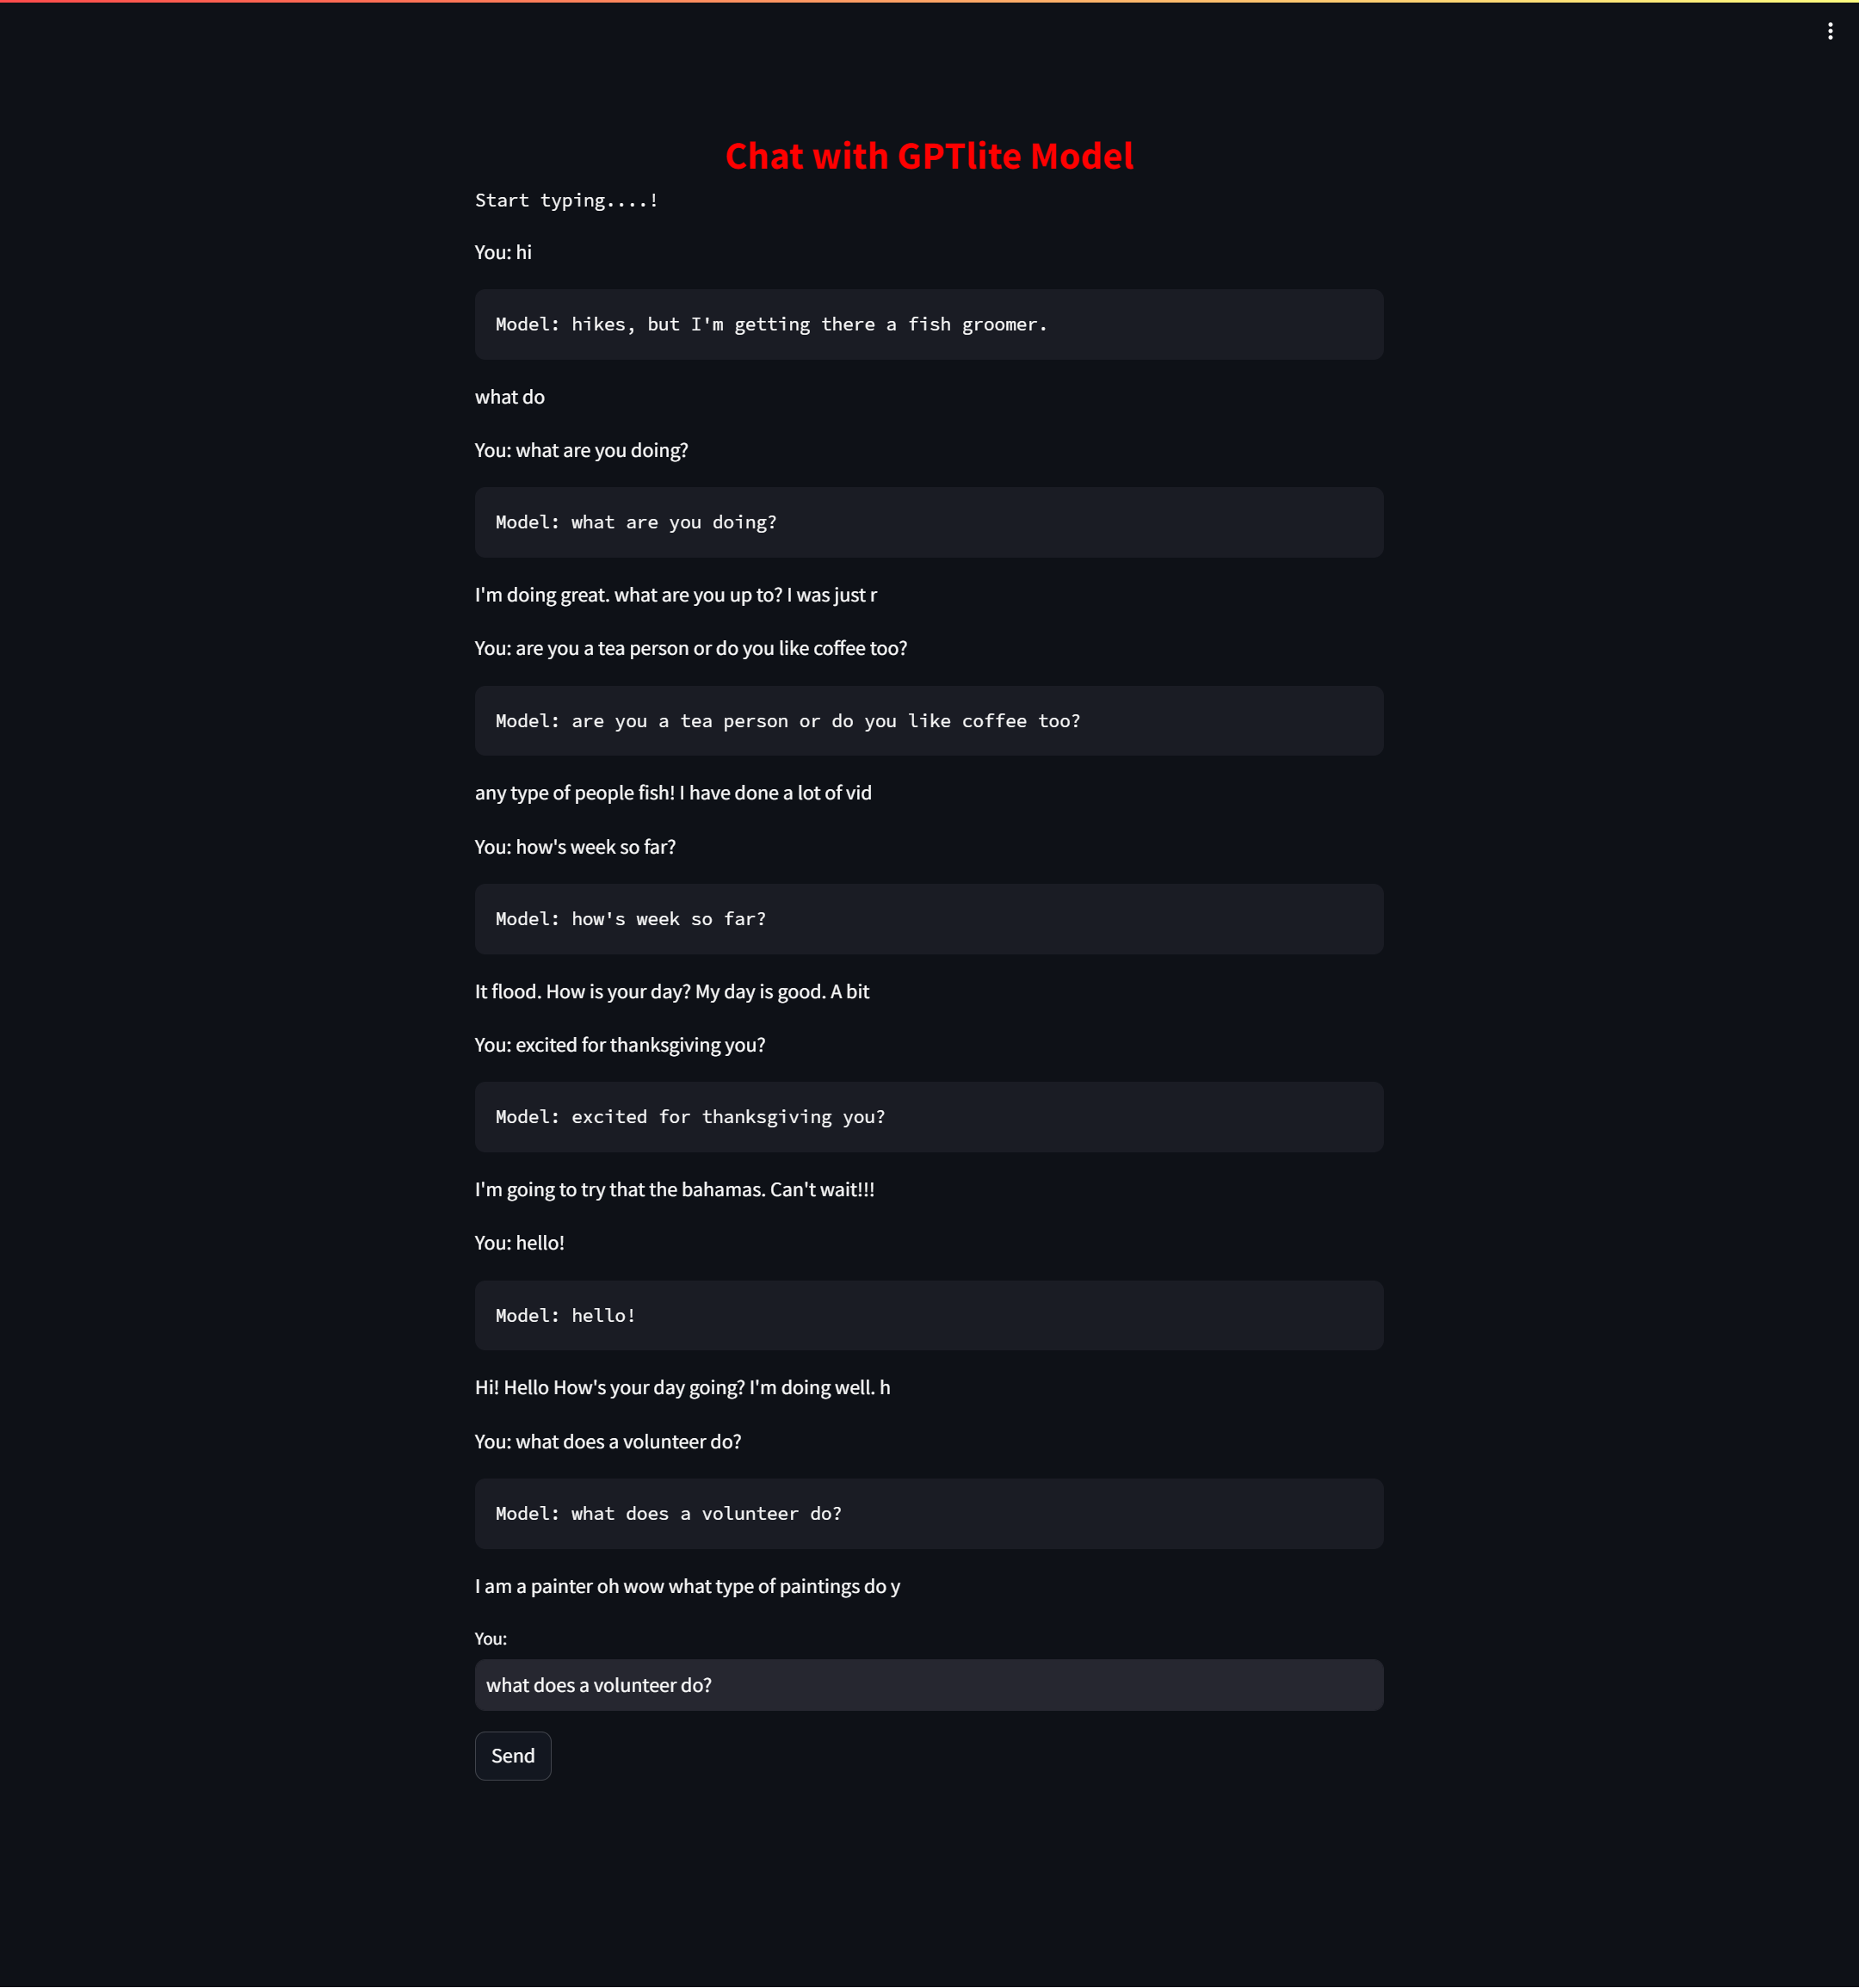 Chat with GPTlite Model
Start typing....!
You: hi
Model: hikes, but I'm getting there a fish groomer.
what do
You: what are you doing?
Model: what are you doing?
I'm doing great. what are you up to? I was just r
You: are you a tea person or do you like coffee too?
Model: are you a tea person or do you like coffee too?
any type of people fish! I have done a lot of vid
You: how's week so far?
Model: how's week so far?
It flood. How is your day? My day is good. A bit
You: excited for thanksgiving you?
Model: excited for thanksgiving you?
I'm going to try that the bahamas. Can't wait!!!
You: hello!
Model: hello!
Hi! Hello How's your day going? I'm doing well. h
You: what does a volunteer do?
Model: what does a volunteer do?
I am a painter oh wow what type of paintings do y
You:
what does a volunteer do?
Send